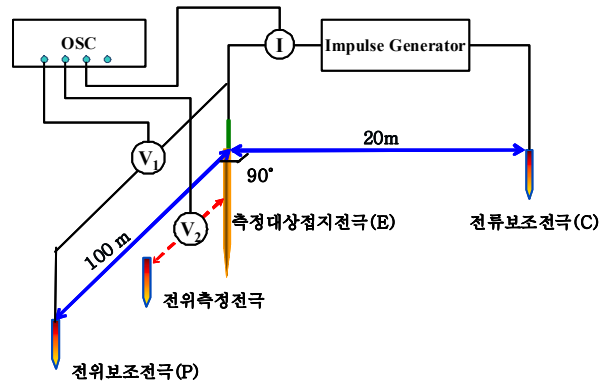 OSC
I
Impulse Generator
V1
20m
90°
V2
측정대상접지전극(E)
전류보조전극(C)
100 m
전위측정전극
전위보조전극(P)